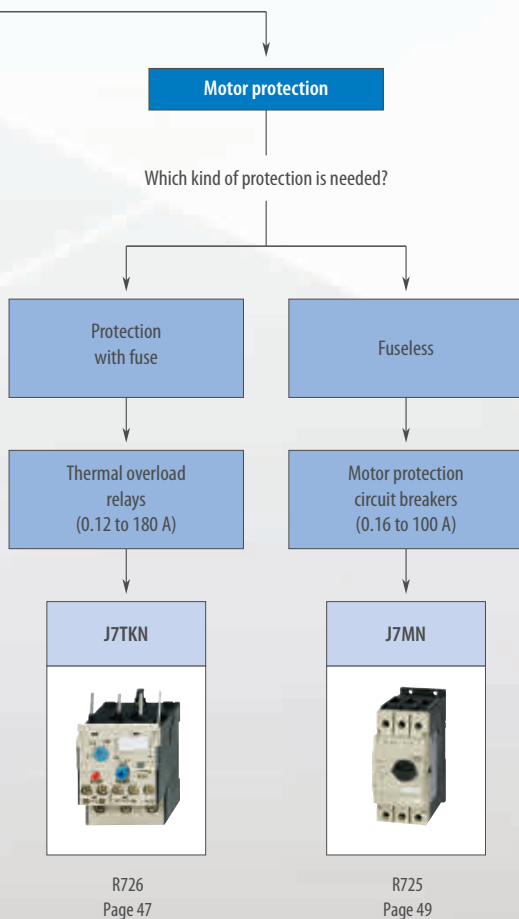 Motor protection
Which kind of protection is needed?
Protection
with fuse
Fuseless
Thermal overload
relays
(0.12 to 180 A)
Motor protection
circuit breakers
(0.16 to 100 A)
J7TKN
J7MN
R726
Page 47
R725
Page 49